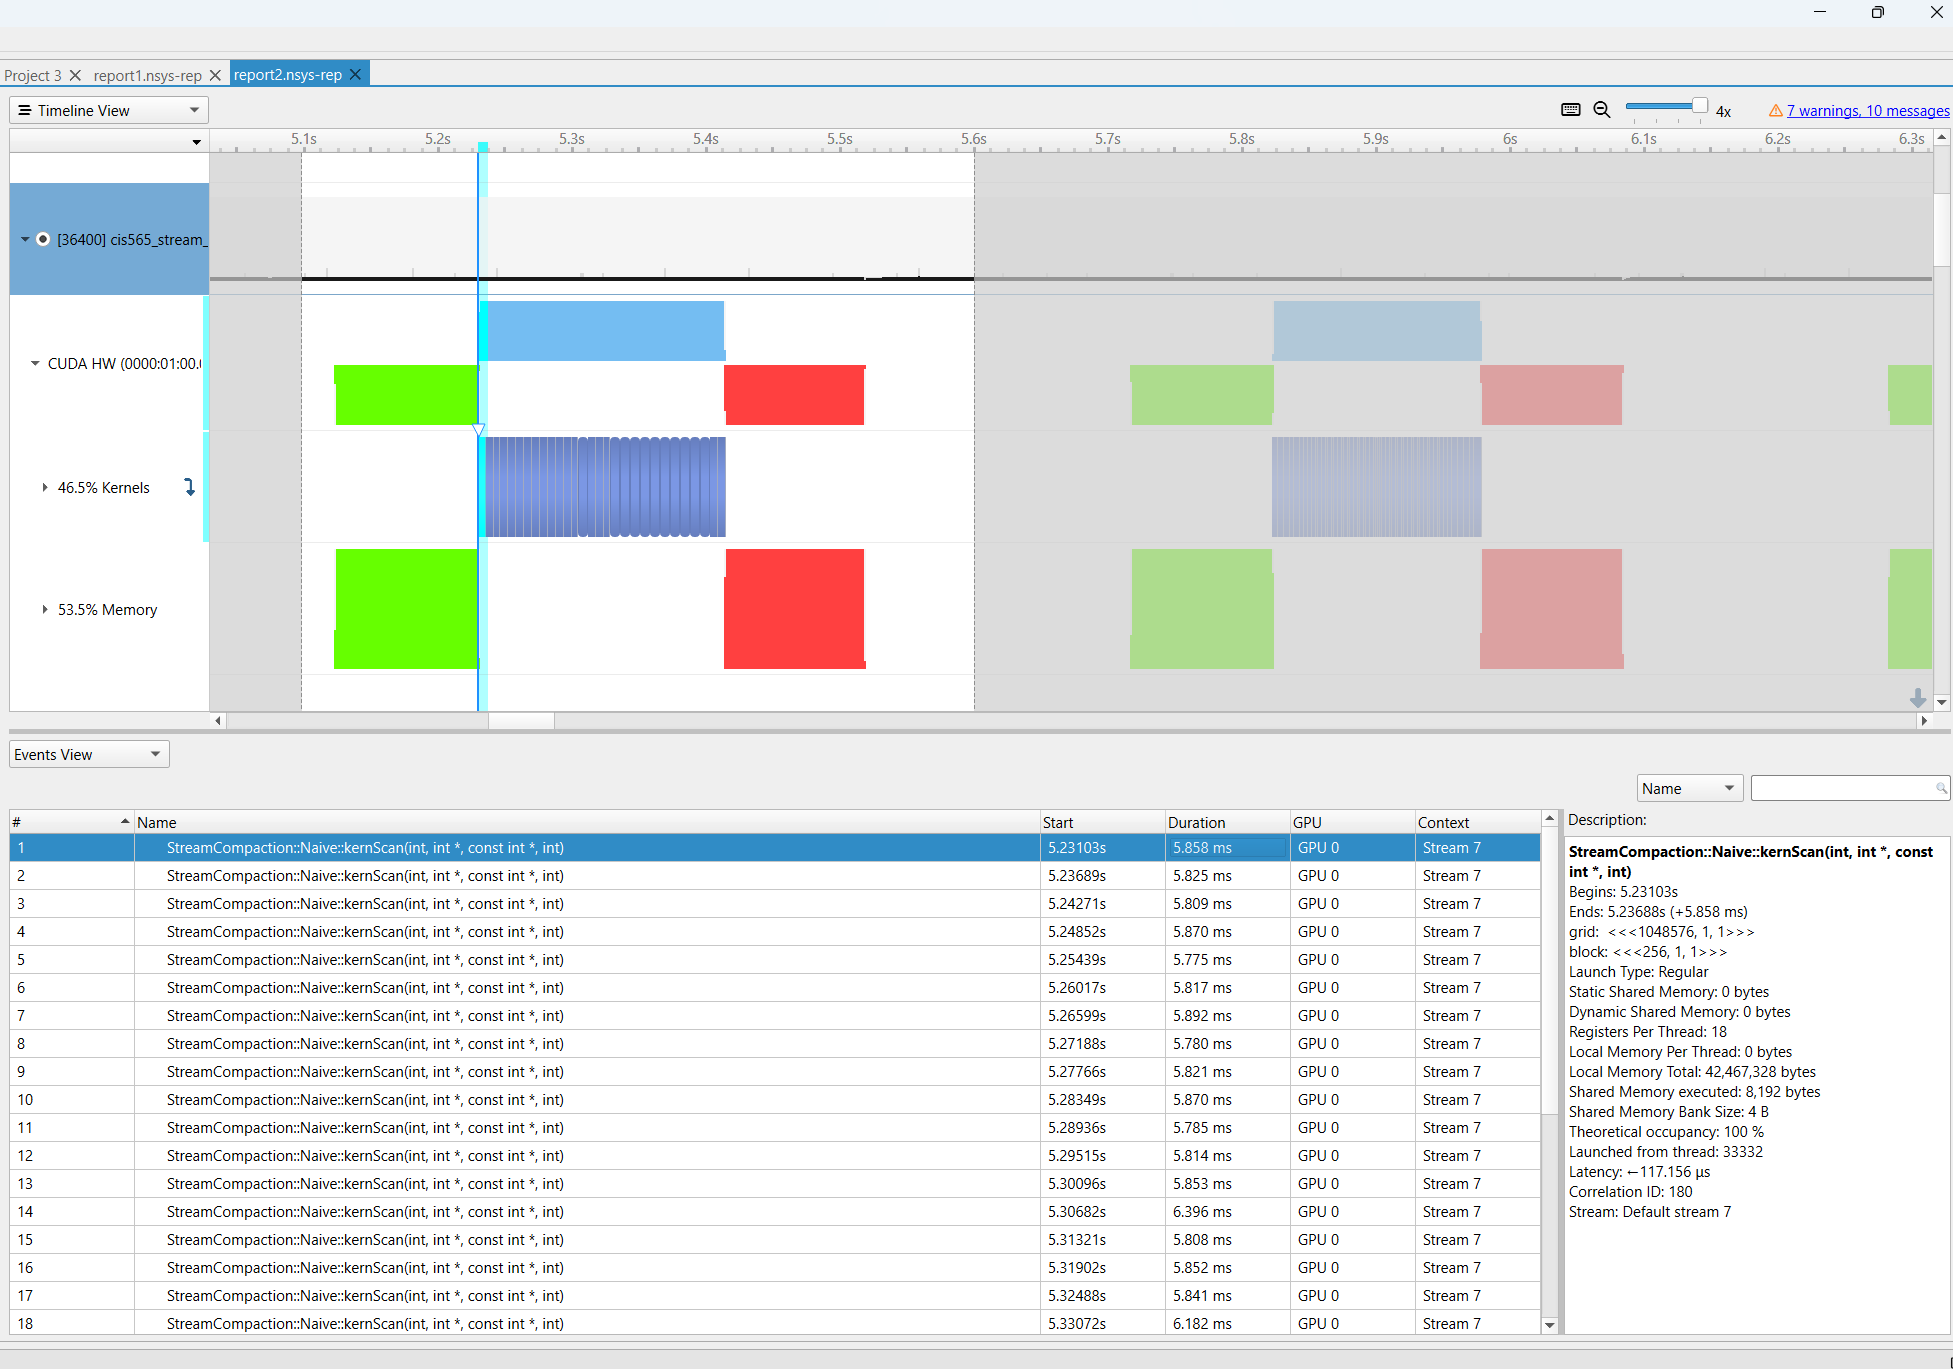 Project 3 report1.nsys-rep report2.nsys-rep
Timeline View 4x 7 warnings, 10 messages
5.1s 5.2s 5.3s 5.4s 5.5s 5.6s 5.7s 5.8s 5.9s 6s 6.1s 6.2s 6.3s
[36400] cis565_stream_
CUDA HW (0000:01:00.
46.5% Kernels
53.5% Memory
Events View
Name
# Name Start Duration GPU Context
1 StreamCompaction::Naive::kernScan(int, int *, const int *, int) 5.23103s 5.858 ms GPU 0 Stream 7
2 StreamCompaction::Naive::kernScan(int, int *, const int *, int) 5.23689s 5.825 ms GPU 0 Stream 7
3 StreamCompaction::Naive::kernScan(int, int *, const int *, int) 5.24271s 5.809 ms GPU 0 Stream 7
4 StreamCompaction::Naive::kernScan(int, int *, const int *, int) 5.24852s 5.870 ms GPU 0 Stream 7
5 StreamCompaction::Naive::kernScan(int, int *, const int *, int) 5.25439s 5.775 ms GPU 0 Stream 7
6 StreamCompaction::Naive::kernScan(int, int *, const int *, int) 5.26017s 5.817 ms GPU 0 Stream 7
7 StreamCompaction::Naive::kernScan(int, int *, const int *, int) 5.26599s 5.892 ms GPU 0 Stream 7
8 StreamCompaction::Naive::kernScan(int, int *, const int *, int) 5.27188s 5.780 ms GPU 0 Stream 7
9 StreamCompaction::Naive::kernScan(int, int *, const int *, int) 5.27766s 5.821 ms GPU 0 Stream 7
10 StreamCompaction::Naive::kernScan(int, int *, const int *, int) 5.28349s 5.870 ms GPU 0 Stream 7
11 StreamCompaction::Naive::kernScan(int, int *, const int *, int) 5.28936s 5.785 ms GPU 0 Stream 7
12 StreamCompaction::Naive::kernScan(int, int *, const int *, int) 5.29515s 5.814 ms GPU 0 Stream 7
13 StreamCompaction::Naive::kernScan(int, int *, const int *, int) 5.30096s 5.853 ms GPU 0 Stream 7
14 StreamCompaction::Naive::kernScan(int, int *, const int *, int) 5.30682s 6.396 ms GPU 0 Stream 7
15 StreamCompaction::Naive::kernScan(int, int *, const int *, int) 5.31321s 5.808 ms GPU 0 Stream 7
16 StreamCompaction::Naive::kernScan(int, int *, const int *, int) 5.31902s 5.852 ms GPU 0 Stream 7
17 StreamCompaction::Naive::kernScan(int, int *, const int *, int) 5.32488s 5.841 ms GPU 0 Stream 7
18 StreamCompaction::Naive::kernScan(int, int *, const int *, int) 5.33072s 6.182 ms GPU 0 Stream 7
Description:
StreamCompaction::Naive::kernScan(int, int *, const
int *, int)
Begins: 5.23103s
Ends: 5.23688s (+5.858 ms)
grid: <<<1048576, 1, 1>>>
block: <<<256, 1, 1>>>
Launch Type: Regular
Static Shared Memory: 0 bytes
Dynamic Shared Memory: 0 bytes
Registers Per Thread: 18
Local Memory Per Thread: 0 bytes
Local Memory Total: 42,467,328 bytes
Shared Memory executed: 8,192 bytes
Shared Memory Bank Size: 4 B
Theoretical occupancy: 100 %
Launched from thread: 33332
Latency: ←117.156 μs
Correlation ID: 180
Stream: Default stream 7